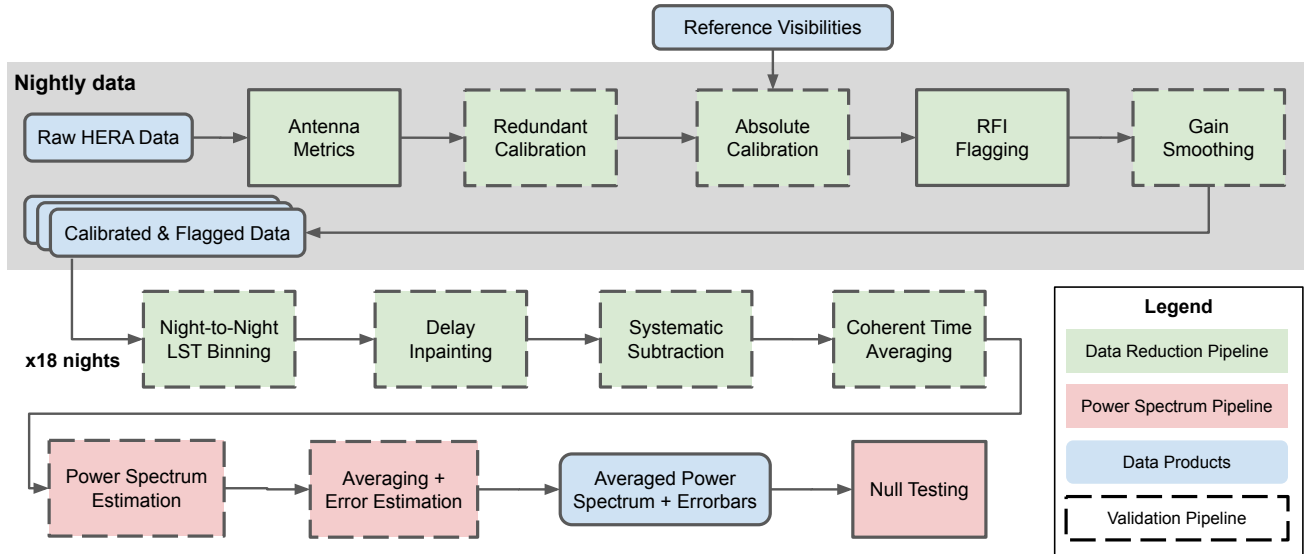 Reference Visibilities
Nightly data
Raw HERA Data
Antenna
Metrics
Redundant
Calibration
Absolute
Calibration
RFI
Flagging
Gain
Smoothing
Calibrated & Flagged Data
x18 nights
Night-to-Night
LST Binning
Delay
Inpainting
Systematic
Subtraction
Coherent Time
Averaging
Power Spectrum
Estimation
Averaging +
Error Estimation
Averaged Power
Spectrum + Errorbars
Null Testing
Legend
Data Reduction Pipeline
Power Spectrum Pipeline
Data Products
Validation Pipeline